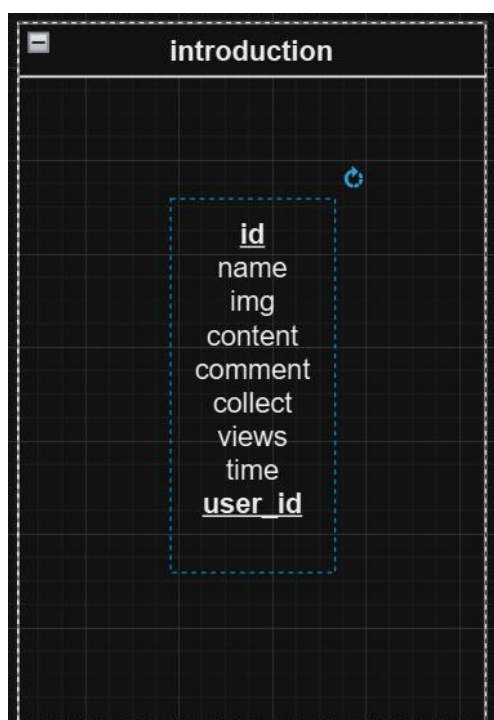 introduction
id
name
img
content
comment
collect
views
time
user_id